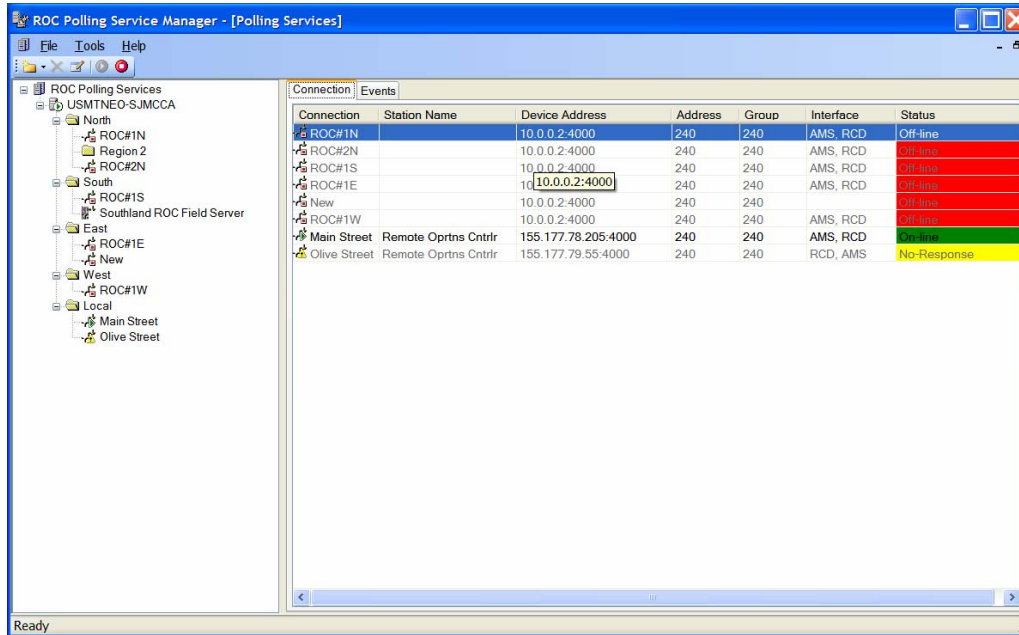 ROC Polling Service Manager - [Polling Services]
File Tools Help
ROC Polling Services
USMTNEO-SJMCCA
North
ROC#1N
Region 2
ROC#2N
South
ROC#1S
Southland ROC Field Server
East
ROC#1E
New
West
ROC#1W
Local
Main Street
Olive Street
Connection Events
Connection Station Name Device Address Address Group Interface Status
ROC#1N 10.0.0.2:4000 240 240 AMS, RCD Off-line
ROC#2N 10.0.0.2:4000 240 240 AMS, RCD Off-line
ROC#1S 10.0.0.2:4000 240 240 AMS, RCD Off-line
ROC#1E 10 10.0.0.2:4000 240 240 AMS, RCD Off-line
New 10.0.0.2:4000 240 240 Off-line
ROC#1W 10.0.0.2:4000 240 240 AMS, RCD Off-line
Main Street Remote Oprtns Cntrlr 155.177.78.205:4000 240 240 AMS, RCD On-line
Olive Street Remote Oprtns Cntrlr 155.177.79.55:4000 240 240 RCD, AMS No-Response
Ready